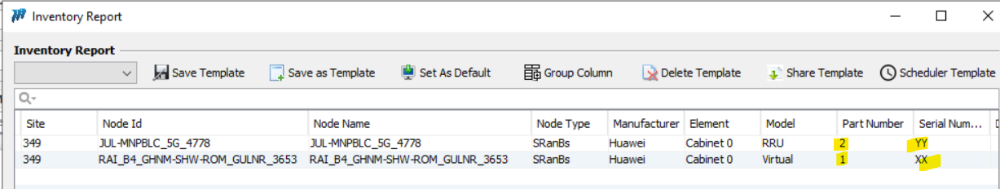 Inventory Report
Inventory Report
Save Template Save as Template Set As Default Group Column Delete Template Share Template Scheduler Template
Site Node Id Node Name Node Type Manufacturer Element Model Part Number Serial Num...
349 JUL-MNPBLC_5G_4778 JUL-MNPBLC_5G_4778 SRanBs Huawei Cabinet 0 RRU 2 YY
349 RAI_B4_GHNM-SHW-ROM_GULNR_3653 RAI_B4_GHNM-SHW-ROM_GULNR_3653 SRanBs Huawei Cabinet 0 Virtual 1 XX